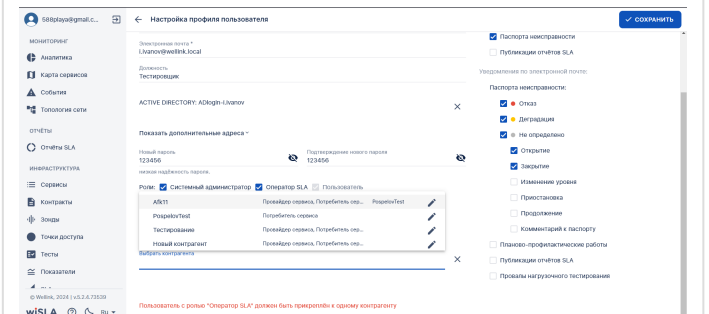 588playa@gmail.c...
Настройка профиля пользователя
СОХРАНИТЬ
МОНИТОРИНГ
Аналитика
Карта сервисов
События
Топология сети
ОТЧЁТЫ
Отчёты SLA
ИНФРАСТРУКТУРА
Сервисы
Контракты
Зонды
Точки доступа
Тесты
Показатели
© Wellink, 2024 | v.5.2.6.73539
wiSLA
RU
Электронная почта *
i.ivanov@wellink.local
Должность
Тестировщик
ACTIVE DIRECTORY: ADlogin-i.ivanov
Показать дополнительные адреса
Новый пароль
123456
Подтверждение нового пароля
123456
низкая надёжность пароля.
Роли: Системный администратор Оператор SLA Пользователь
Afk11 Провайдер сервиса, Потребитель сер... PospelovTest
PospelovTest Потребитель сервиса
Тестирование Провайдер сервиса, Потребитель сер...
Новый контрагент Провайдер сервиса, Потребитель сер...
Выбрать контрагента
Пользователь с ролью "Оператор SLA" должен быть прикреплён к одному контрагенту
Паспорта неисправности
Публикации отчётов SLA
Уведомления по электронной почте:
Паспорта неисправности:
Отказ
Деградация
Не определено
Открытие
Закрытие
Изменение уровня
Приостановка
Продолжение
Комментарий к паспорту
Планово-профилактические работы
Публикации отчётов SLA
Провалы нагрузочного тестирования